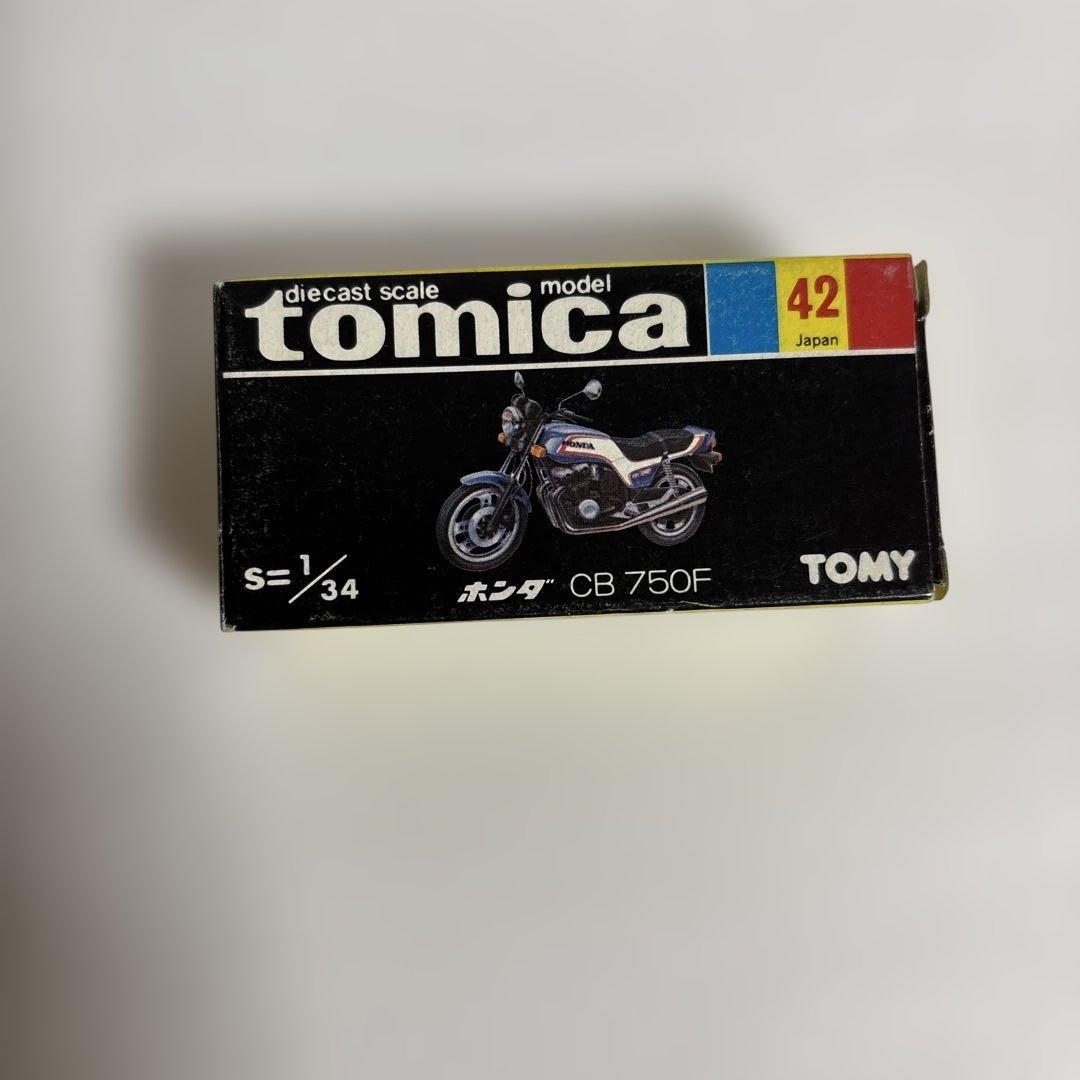 diecast scale model
tomica
42
Japan
HONDA
S=1/34
ホンダ CB 750F
TOMY